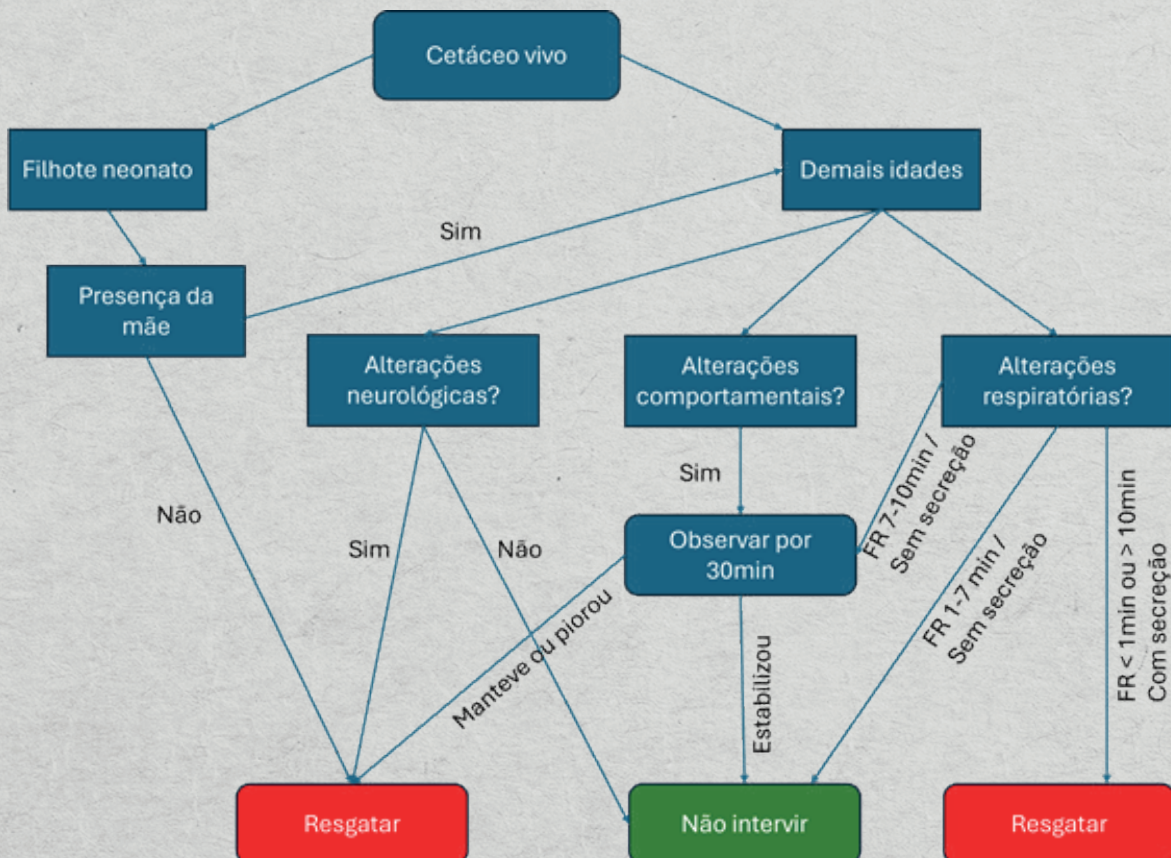 Cetáceo vivo
Filhote neonato
Demais idades
Sim
Presença da
mãe
Alterações
neurológicas?
Alterações
comportamentais?
Alterações
respiratórias?
Não
Sim
Não
Sim
Observar por
30min
FR 7-10min /
Sem secreção
FR 1-7 min /
Sem secreção
FR < 1min ou > 10min
Com secreção
Manteve ou piorou
Estabilizou
Resgatar
Não intervir
Resgatar